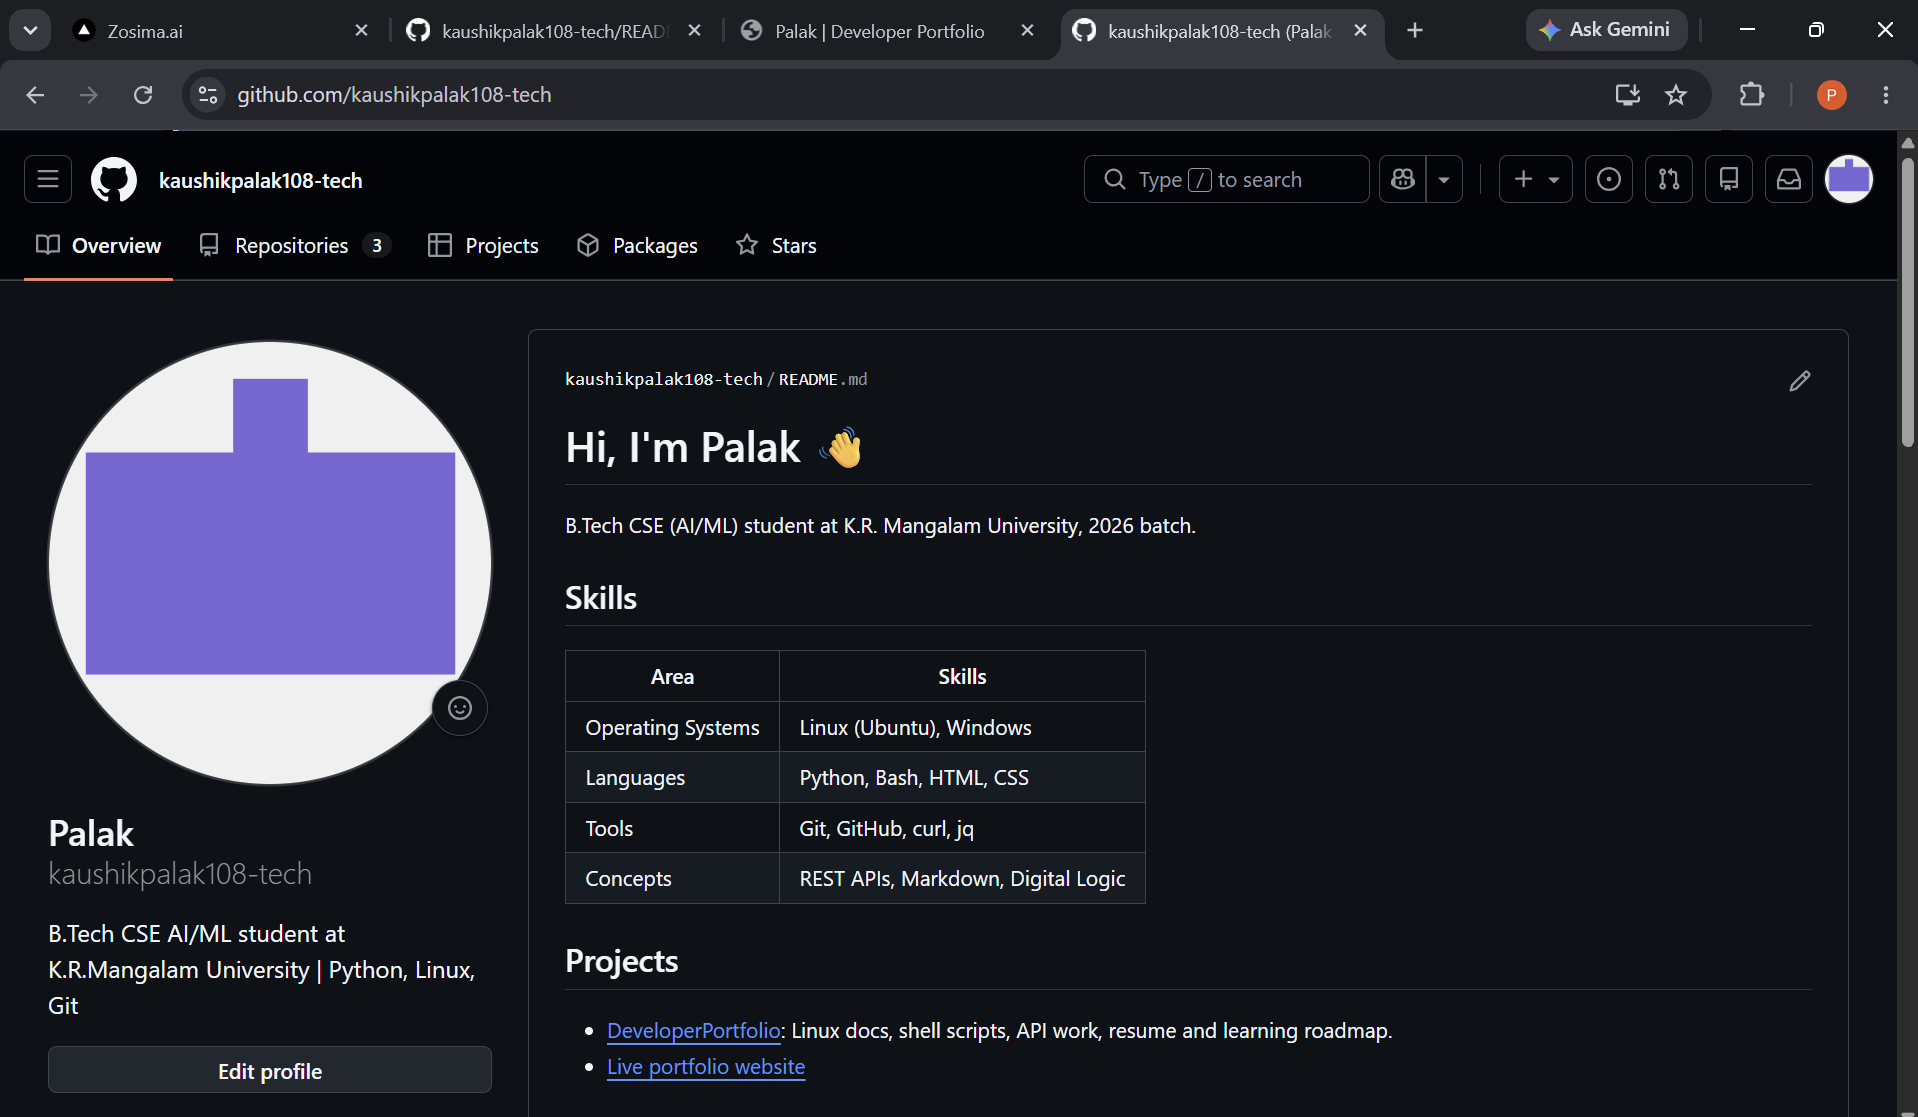 Zosima.ai
kaushikpalak108-tech/READ
Palak | Developer Portfolio
kaushikpalak108-tech (Palak
Ask Gemini
github.com/kaushikpalak108-tech
P
kaushikpalak108-tech
Type / to search
Overview
Repositories 3
Projects
Packages
Stars
kaushikpalak108-tech/README.md
Hi, I'm Palak 👋
B.Tech CSE (AI/ML) student at K.R. Mangalam University, 2026 batch.
Skills
Area Skills
Operating Systems Linux (Ubuntu), Windows
Languages Python, Bash, HTML, CSS
Tools Git, GitHub, curl, jq
Concepts REST APIs, Markdown, Digital Logic
Projects
• DeveloperPortfolio: Linux docs, shell scripts, API work, resume and learning roadmap.
• Live portfolio website
Palak
kaushikpalak108-tech
B.Tech CSE AI/ML student at
K.R.Mangalam University | Python, Linux,
Git
Edit profile